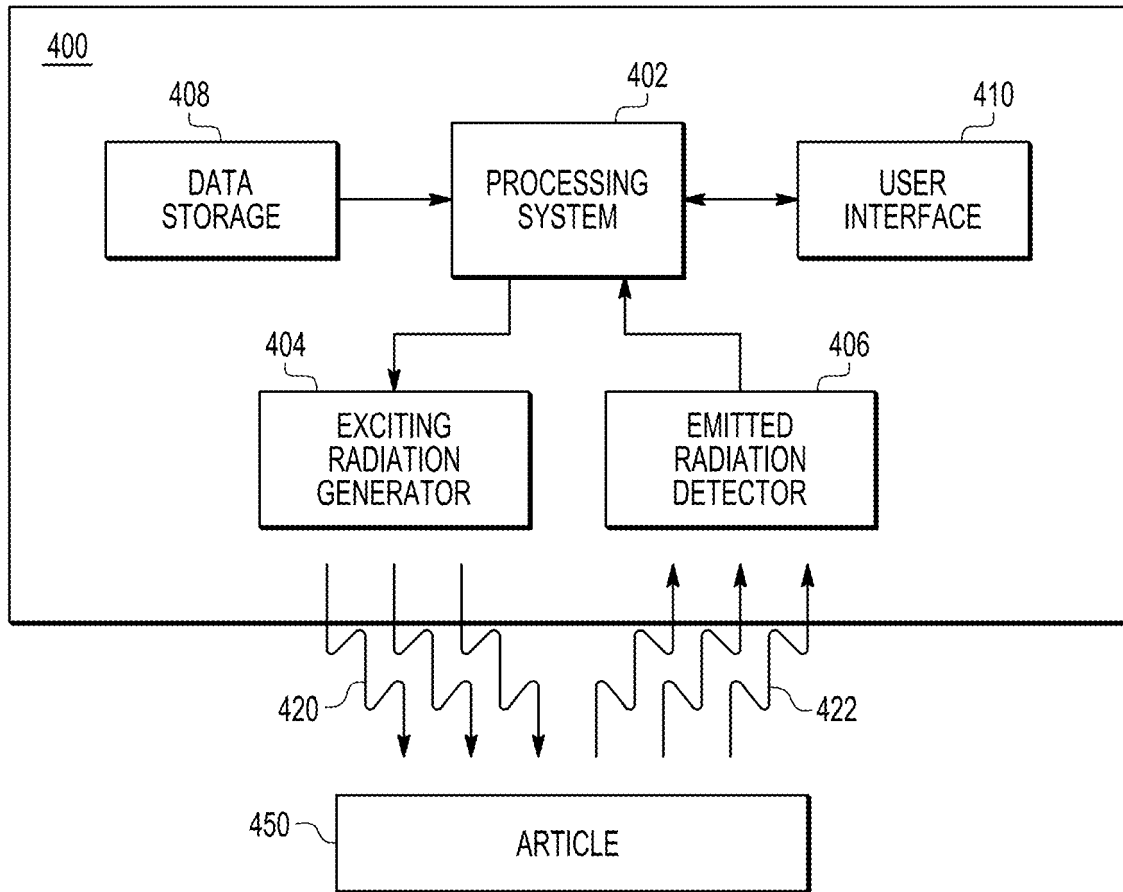 400
408
402
410
DATA
STORAGE
PROCESSING
SYSTEM
USER
INTERFACE
404
406
EXCITING
RADIATION
GENERATOR
EMITTED
RADIATION
DETECTOR
420
422
450
ARTICLE